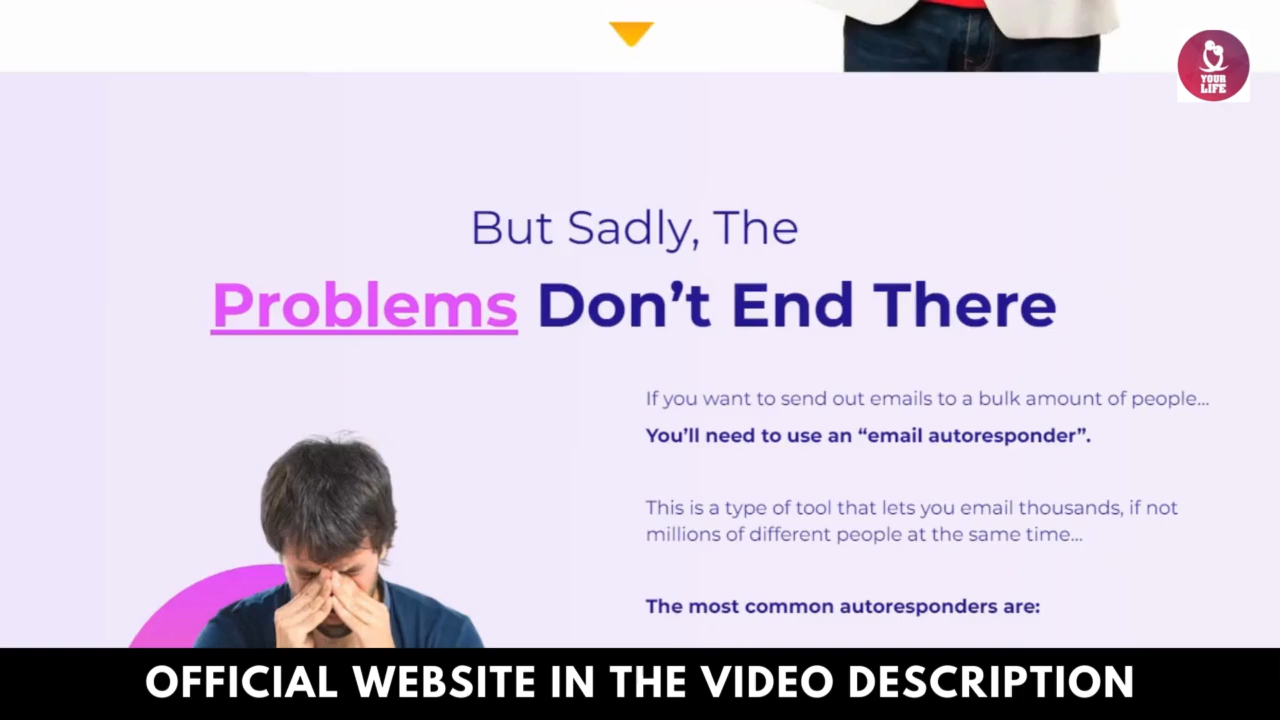 YOUR
LIFE
But Sadly, The
Problems Don’t End There
If you want to send out emails to a bulk amount of people...
You’ll need to use an “email autoresponder”.
This is a type of tool that lets you email thousands, if not
millions of different people at the same time...
The most common autoresponders are:
OFFICIAL WEBSITE IN THE VIDEO DESCRIPTION